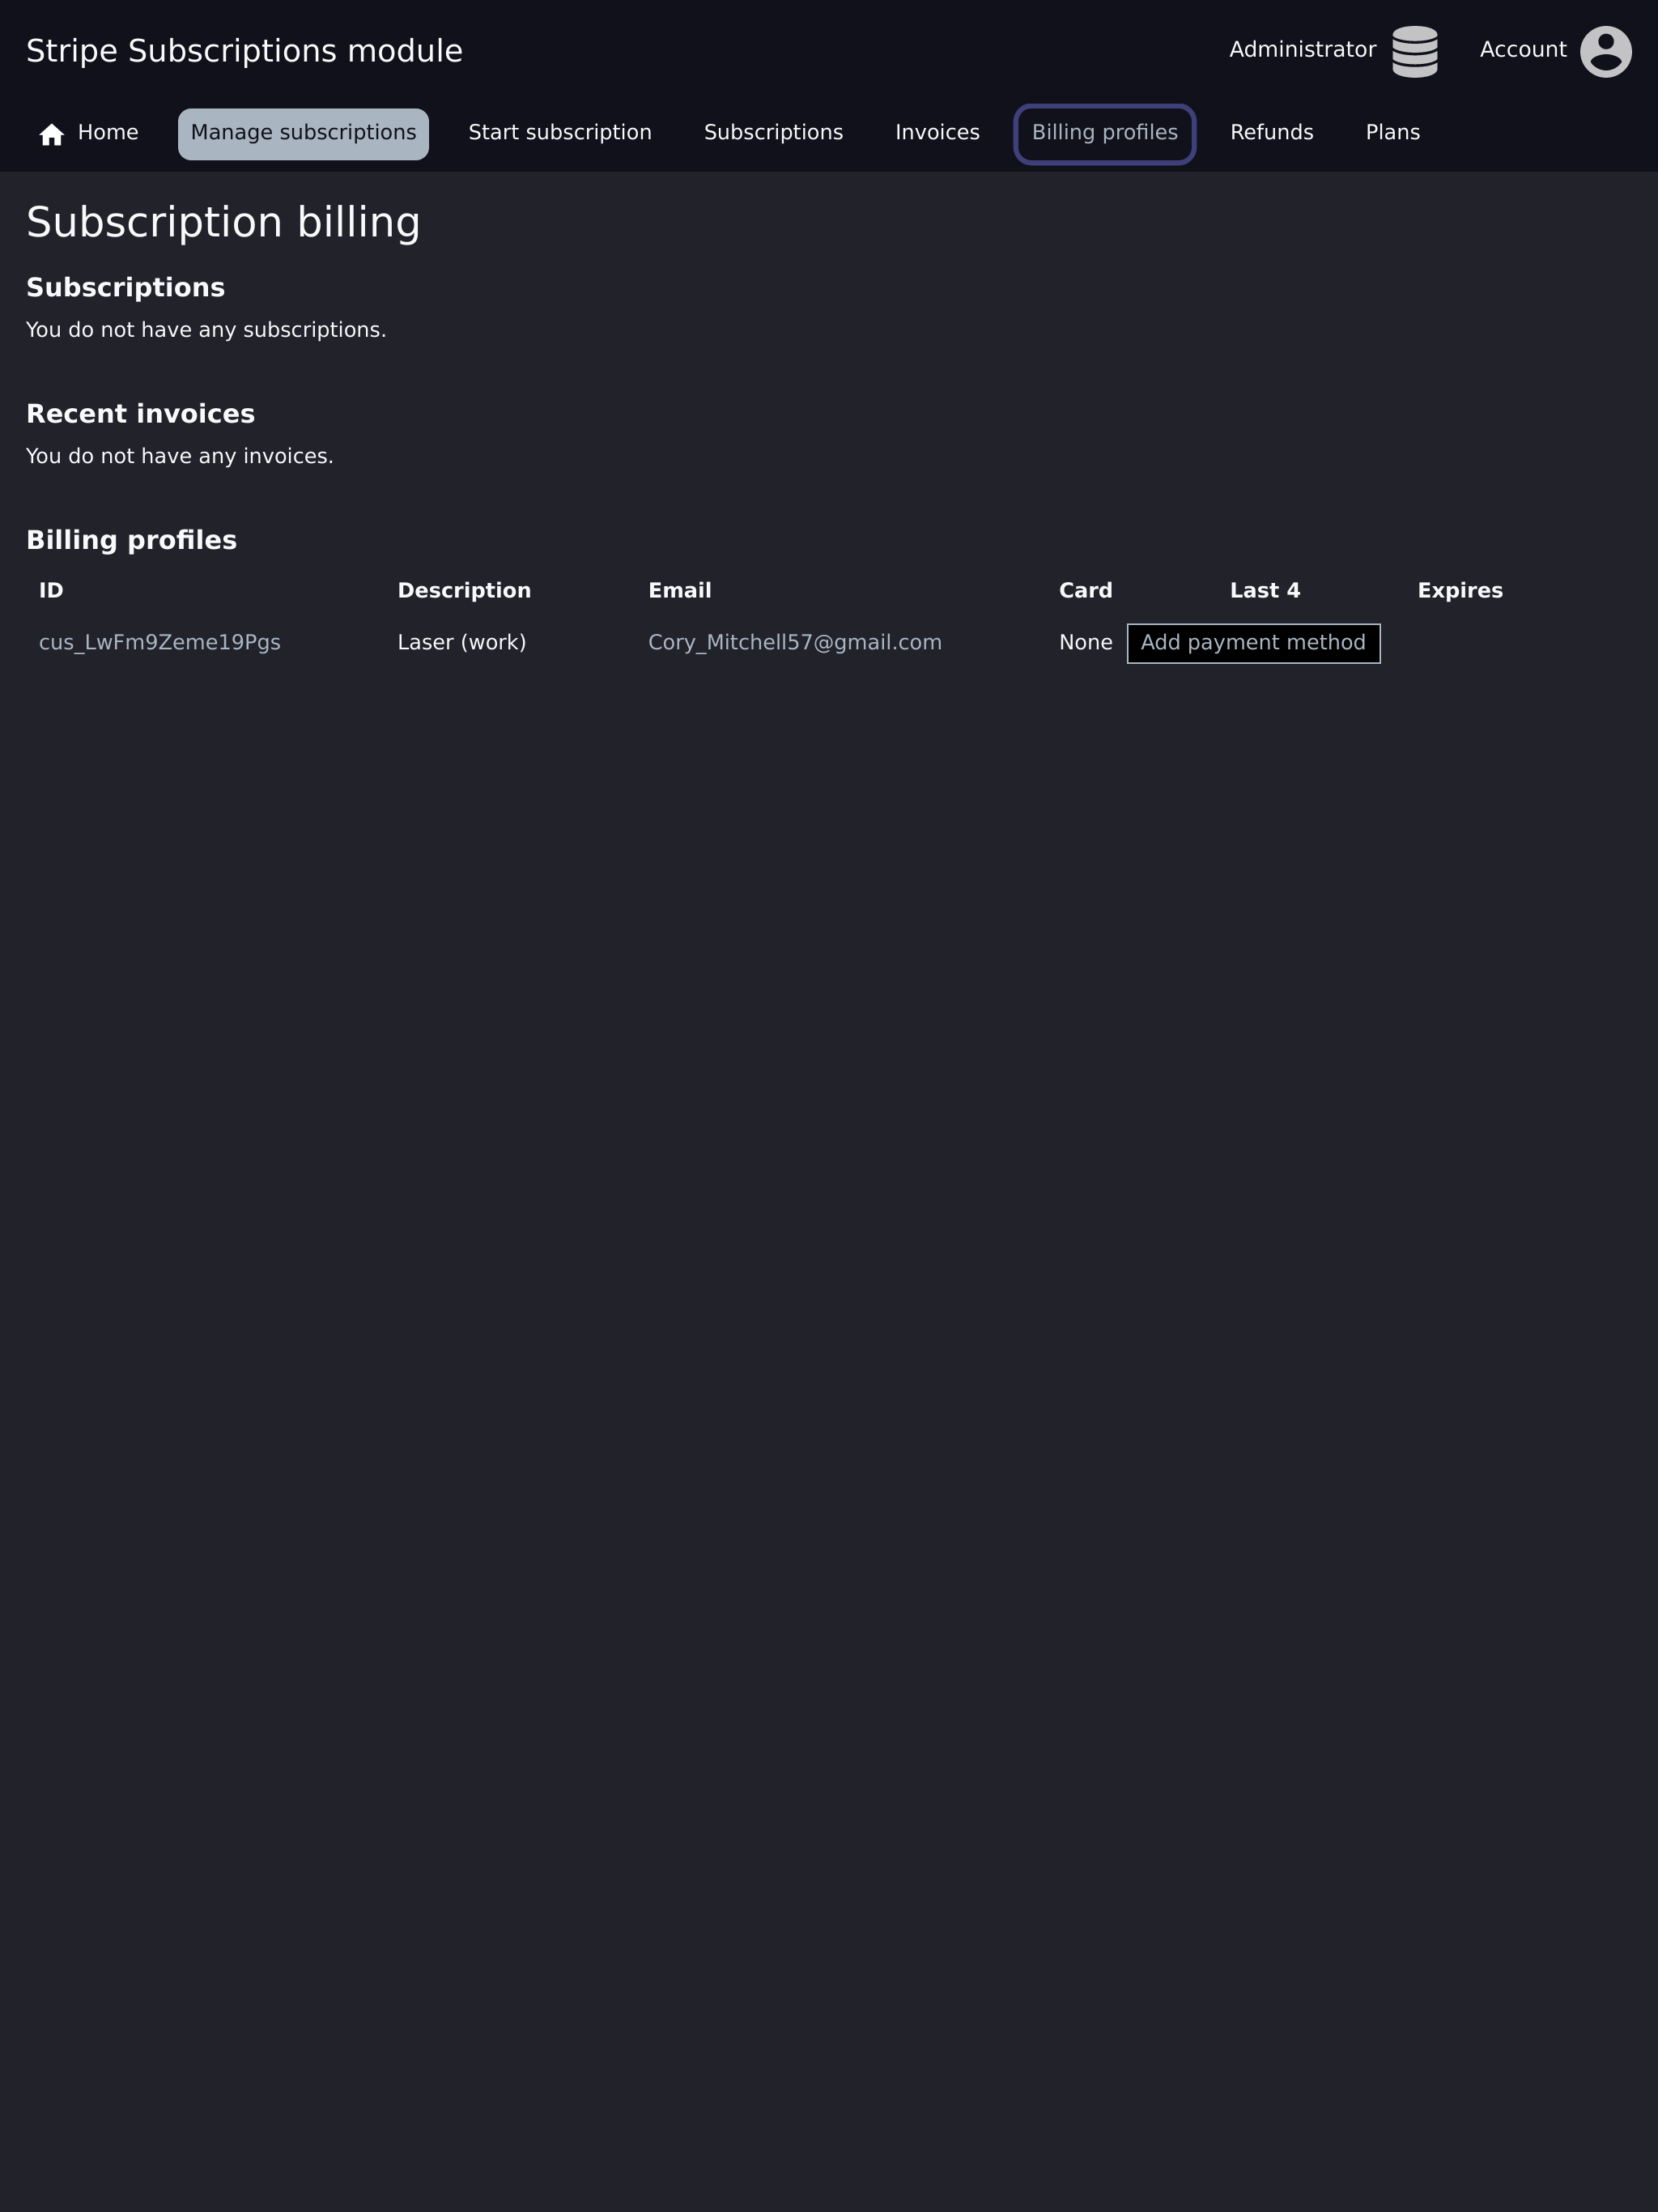 Stripe Subscriptions module
Administrator
Account
Home
Manage subscriptions
Start subscription
Subscriptions
Invoices
Billing profiles
Refunds
Plans
Subscription billing
Subscriptions
You do not have any subscriptions.
Recent invoices
You do not have any invoices.
Billing profiles
ID Description Email Card Last 4 Expires
cus_LwFm9Zeme19Pgs Laser (work) Cory_Mitchell57@gmail.com None Add payment method